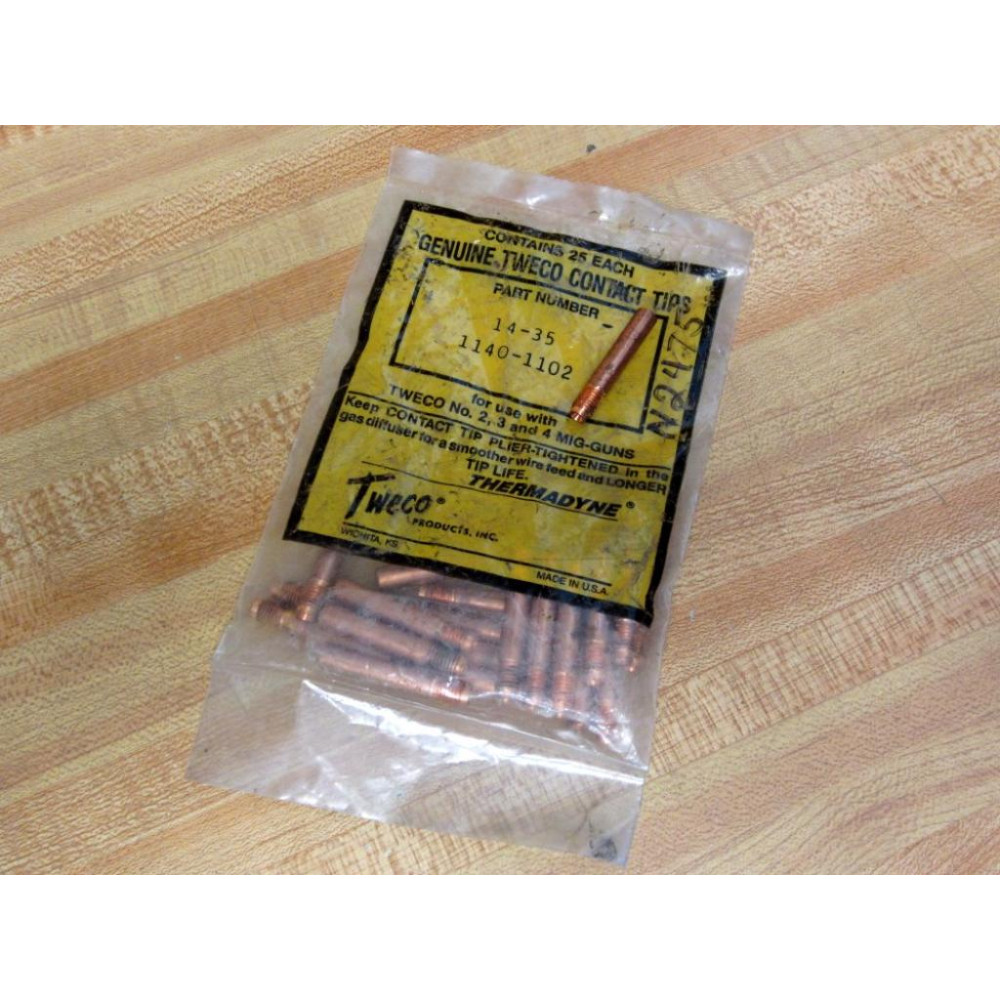 CONTAINS 25 EACH
GENUINE TWECO CONTACT TIPS
PART NUMBER
14-35
1140-1102
for use with
TWECO No. 2, 3 and 4 MIG-GUNS
Keep CONTACT TIP PLIER-TIGHTENED in the
gas diffuser for a smoother wire feed and LONGER
TIP LIFE.
THERMADYNE®
Tweco®
PRODUCTS, INC.
WICHITA, KS
MADE IN U.S.A.
N2475